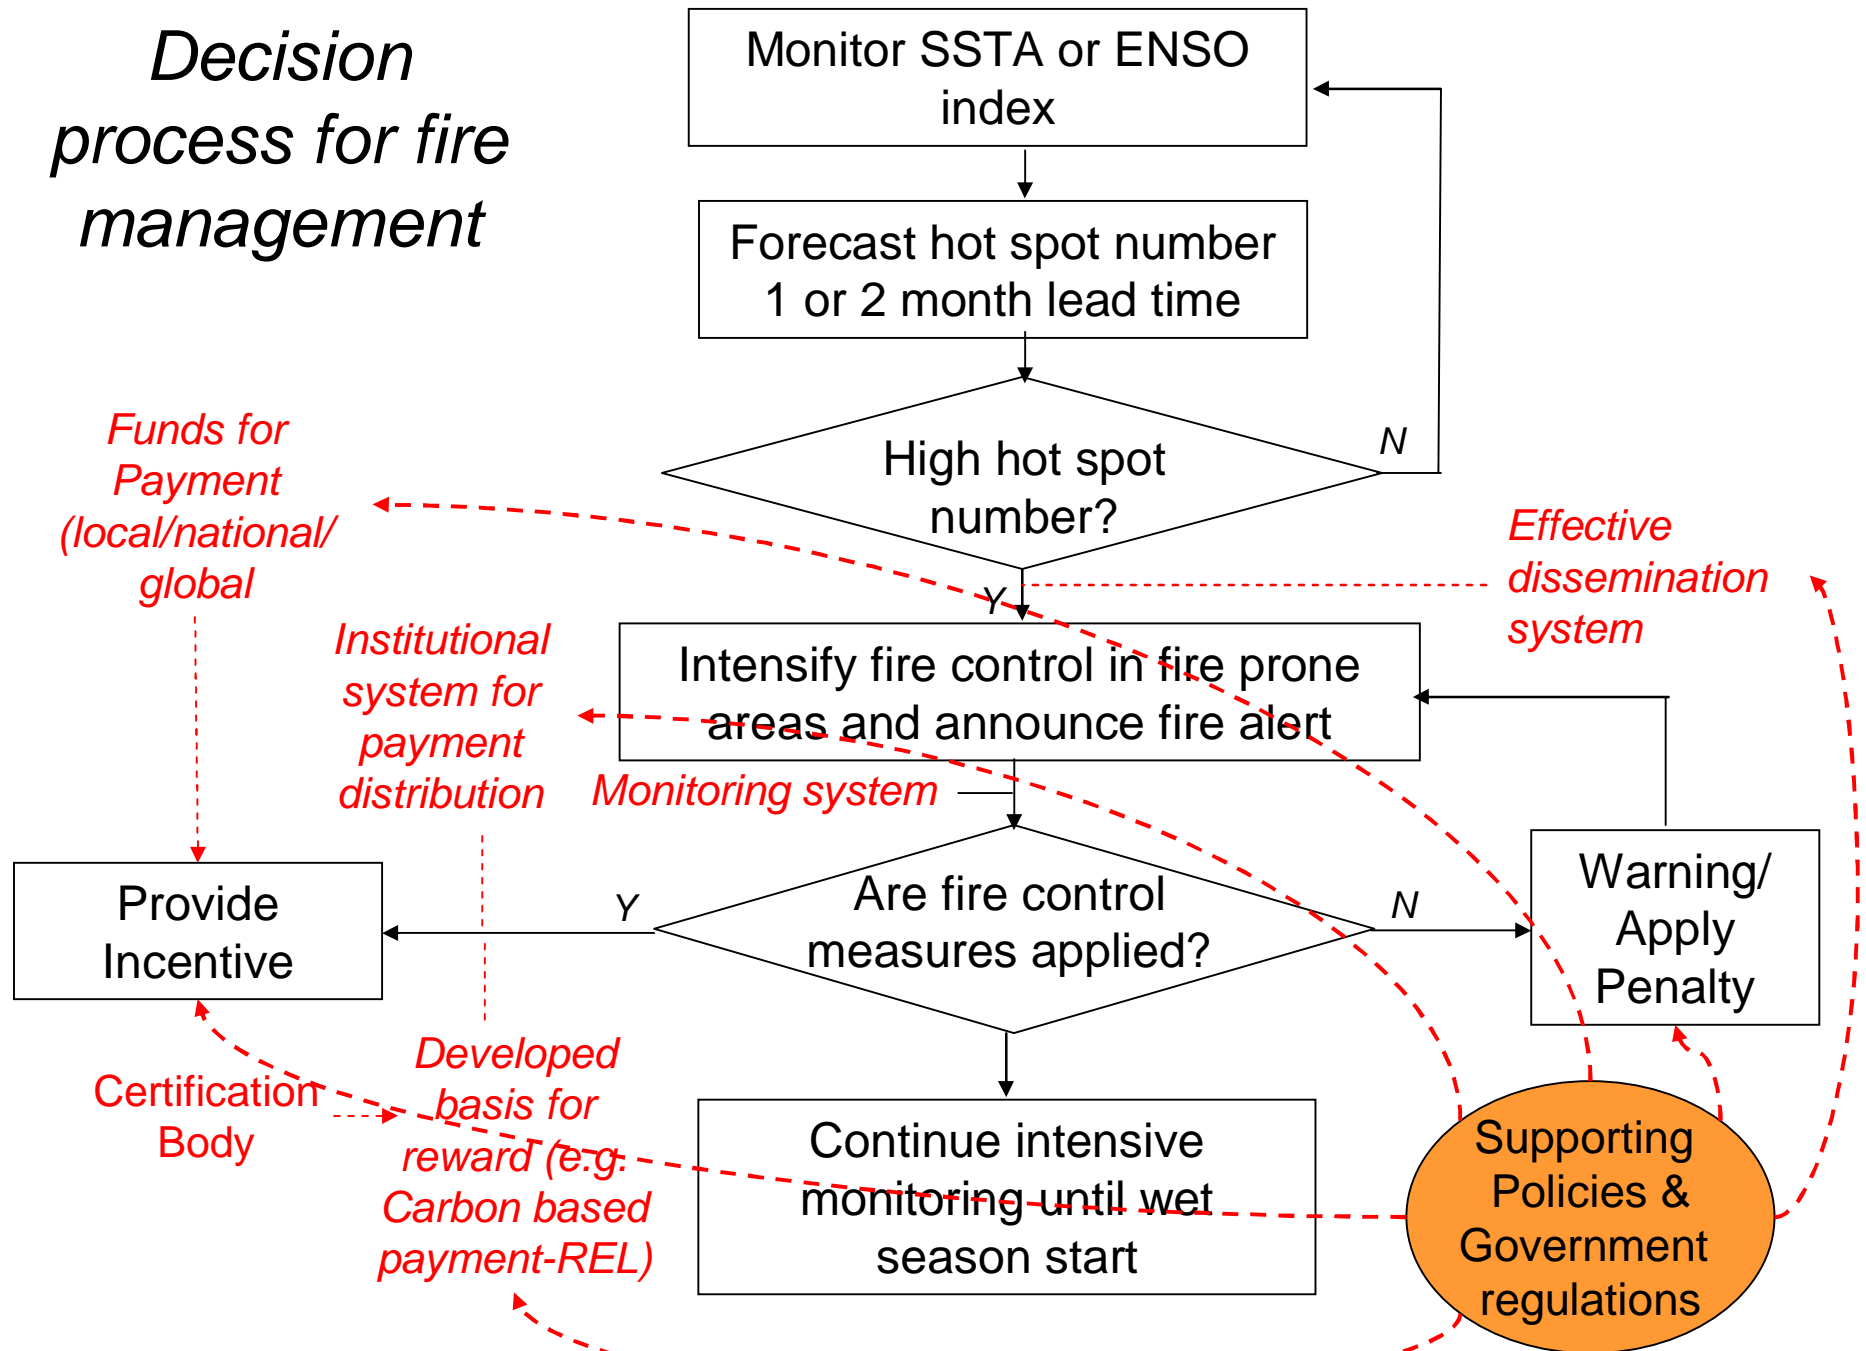 Decision
process for fire
management
Monitor SSTA or ENSO
index
Forecast hot spot number
1 or 2 month lead time
High hot spot
number?
N
Y
Funds for
Payment
(local/national/
global
Effective
dissemination
system
Institutional
system for
payment
distribution
Intensify fire control in fire prone
areas and announce fire alert
Monitoring system
Provide
Incentive
Y
Are fire control
measures applied?
N
Warning/
Apply
Penalty
Certification
Body
Developed
basis for
reward (e.g.
Carbon based
payment-REL)
Continue intensive
monitoring until wet
season start
Supporting
Policies &
Government
regulations